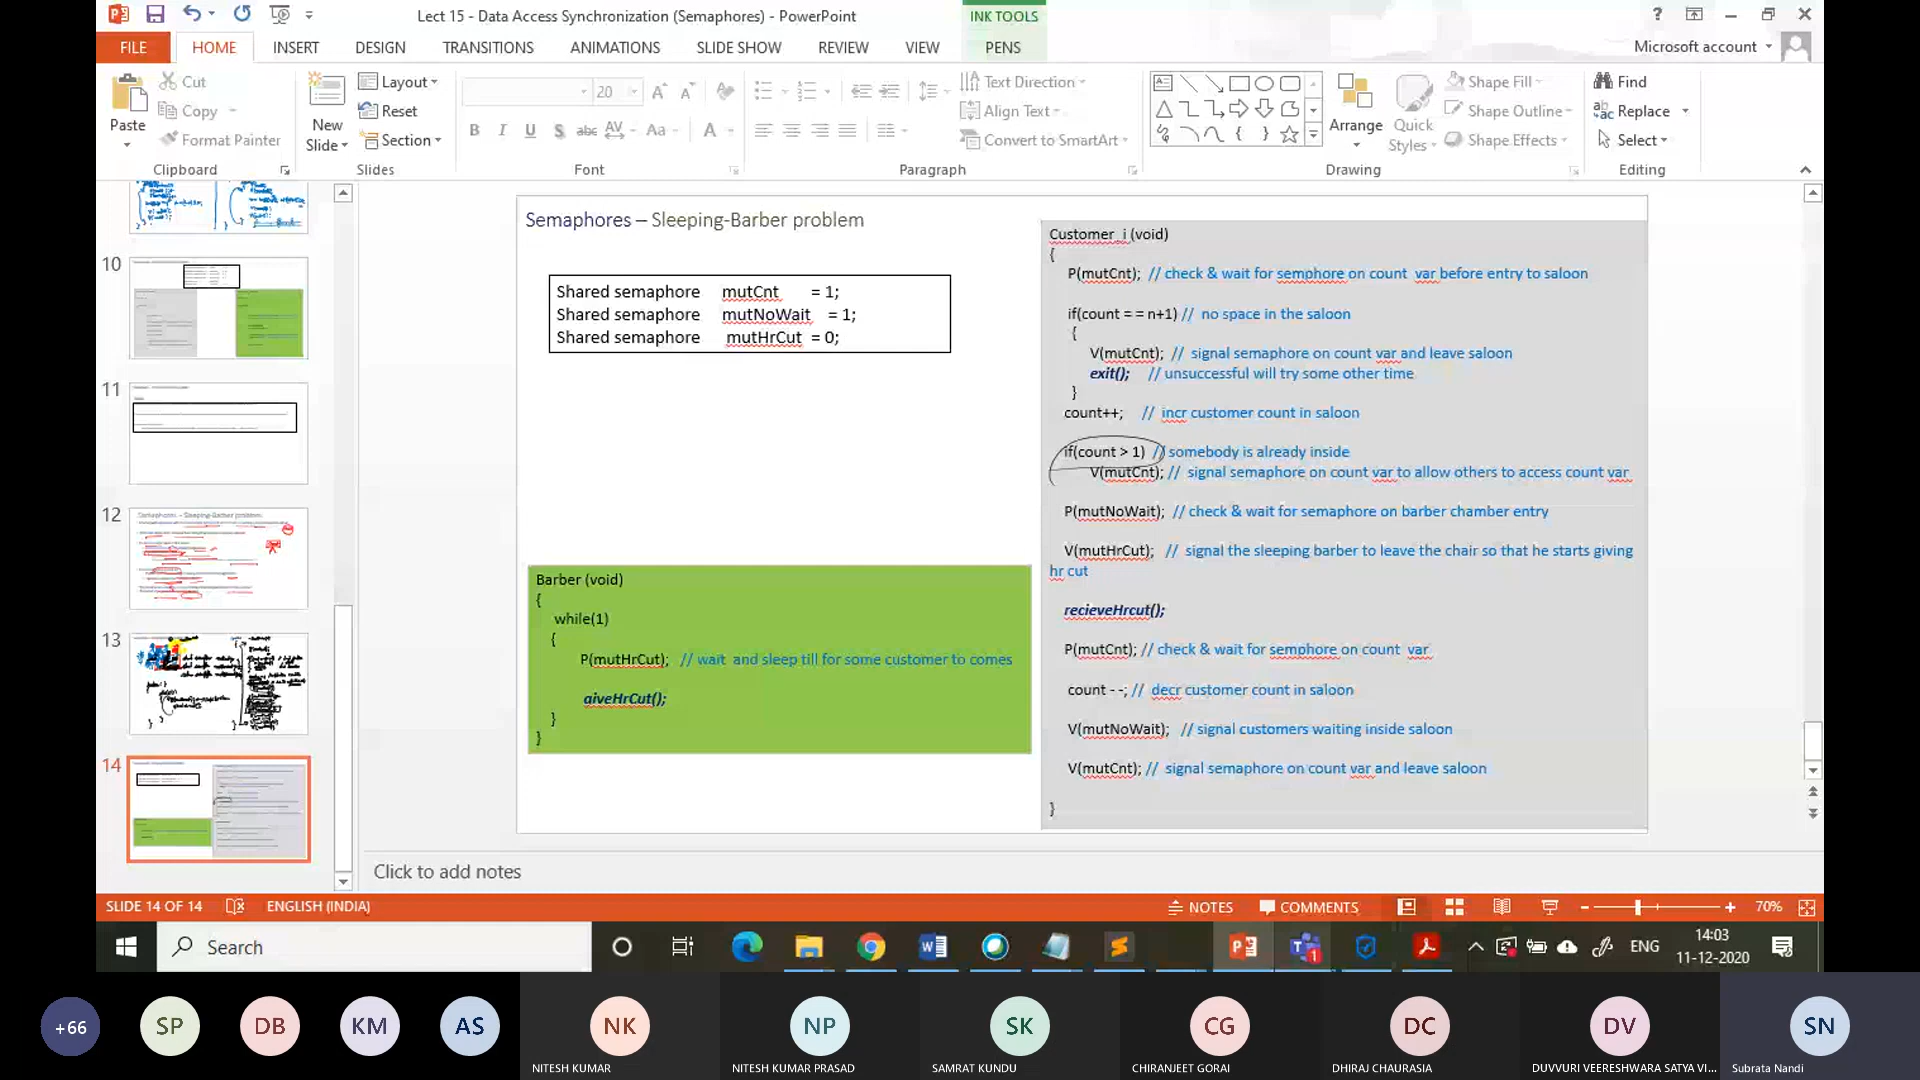 Lect 15 - Data Access Synchronization (Semaphores) - PowerPoint
INK TOOLS
FILE
HOME
INSERT
DESIGN
TRANSITIONS
ANIMATIONS
SLIDE SHOW
REVIEW
VIEW
PENS
Microsoft account
Paste
Cut
Copy
Format Painter
Clipboard
New
Slide
Layout
Reset
Section
Slides
20
Font
Text Direction
Align Text
Convert to SmartArt
Paragraph
Arrange
Quick
Styles
Shape Fill
Shape Outline
Shape Effects
Drawing
Find
Replace
Select
Editing
10
11
12
13
14
Semaphores – Sleeping-Barber problem
Shared semaphore mutCnt = 1;
Shared semaphore mutNoWait = 1;
Shared semaphore mutHrCut = 0;
Barber (void)
{
while(1)
{
P(mutHrCut); // wait and sleep till for some customer to comes
giveHrCut();
}
}
Customer_i (void)
{
P(mutCnt); // check & wait for semphore on count var before entry to saloon
if(count = = n+1) // no space in the saloon
{
V(mutCnt); // signal semaphore on count var and leave saloon
exit(); // unsuccessful will try some other time
}
count++; // incr customer count in saloon
if(count > 1) // somebody is already inside
V(mutCnt); // signal semaphore on count var to allow others to access count var
P(mutNoWait); // check & wait for semaphore on barber chamber entry
V(mutHrCut); // signal the sleeping barber to leave the chair so that he starts giving
hr cut
recieveHrcut();
P(mutCnt); // check & wait for semphore on count var
count - -; // decr customer count in saloon
V(mutNoWait); // signal customers waiting inside saloon
V(mutCnt); // signal semaphore on count var and leave saloon
}
Click to add notes
SLIDE 14 OF 14
ENGLISH (INDIA)
NOTES
COMMENTS
70%
Search
ENG
14:03
11-12-2020
+66
SP
DB
KM
AS
NK
NITESH KUMAR
NP
NITESH KUMAR PRASAD
SK
SAMRAT KUNDU
CG
CHIRANJEET GORAI
DC
DHIRAJ CHAURASIA
DV
DUVVURI VEERESHWARA SATYA VI...
SN
Subrata Nandi